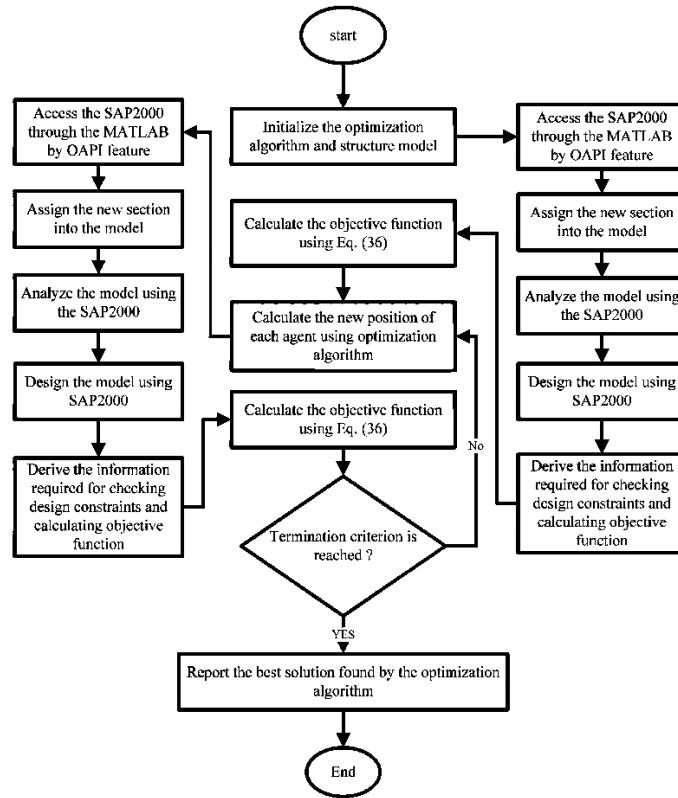 start
Initialize the optimization
algorithm and structure model
Access the SAP2000
through the MATLAB
by OAPI feature
Assign the new section
into the model
Analyze the model using
the SAP2000
Design the model using
SAP2000
Derive the information
required for checking
design constraints and
calculating objective
function
Calculate the objective function
using Eq. (36)
Calculate the new position of
each agent using optimization
algorithm
Access the SAP2000
through the MATLAB
by OAPI feature
Assign the new section
into the model
Analyze the model using
the SAP2000
Design the model using
SAP2000
Derive the information
required for checking
design constraints and
calculating objective
function
Calculate the objective function
using Eq. (36)
Termination criterion is
reached ?
No
YES
Report the best solution found by the optimization
algorithm
End